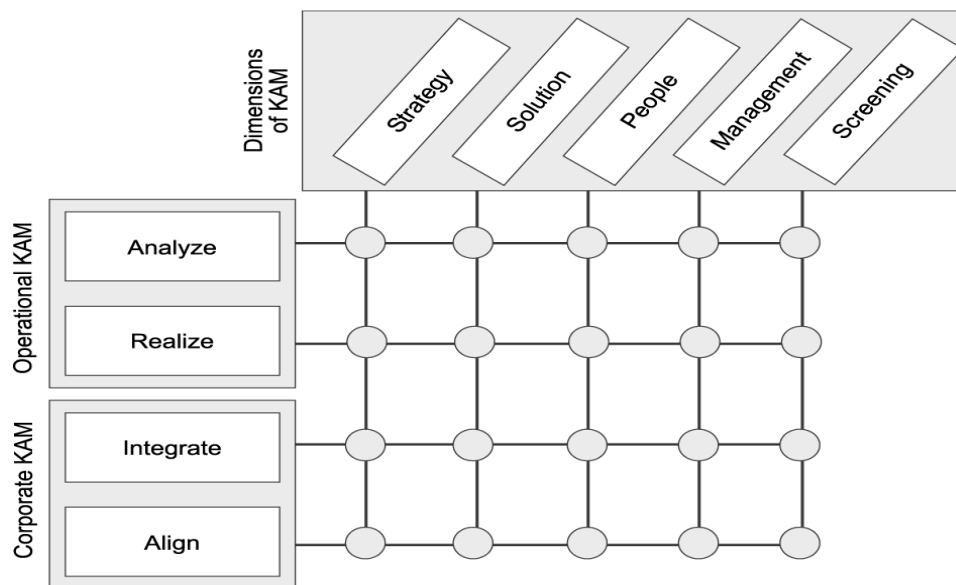 Dimensions
of KAM
Strategy
Solution
People
Management
Screening
Operational KAM
Analyze
Realize
Corporate KAM
Integrate
Align